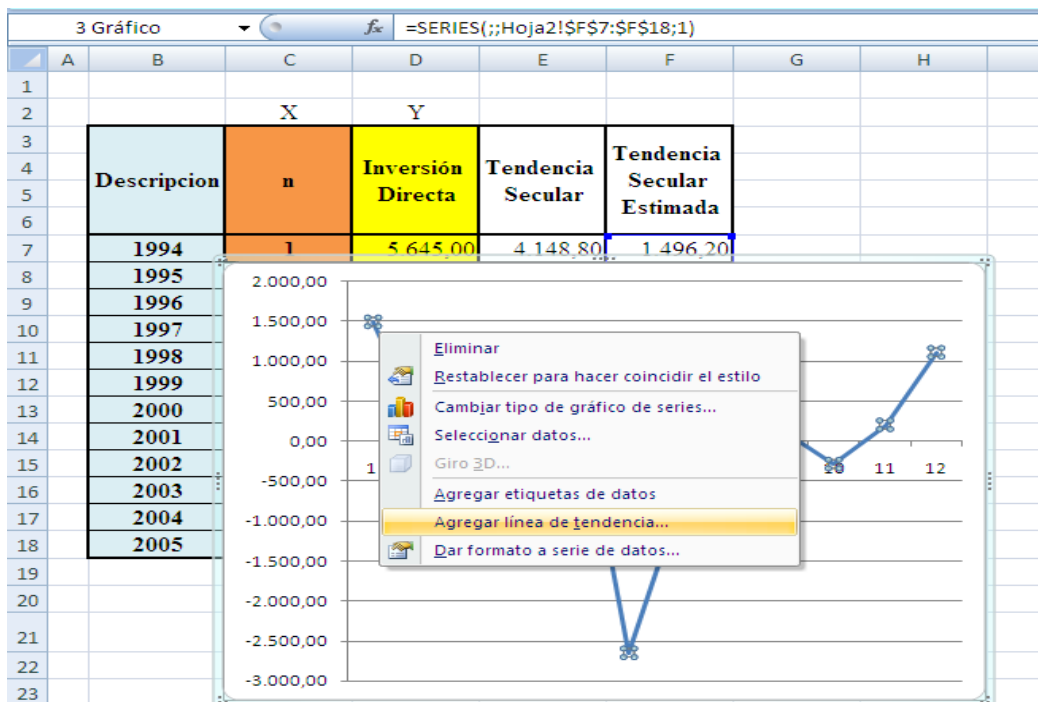 3 Gráfico fx =SERIES(;;Hoja2!$F$7:$F$18;1)
A B C D E F G H
1
2 X Y
3
4
5
6
Descripcion n Inversión Directa Tendencia Secular Tendencia Secular Estimada
7 1994 1 5.645,00 4.148,80 1.496,20
8 1995
9 1996
10 1997
11 1998
12 1999
13 2000
14 2001
15 2002
16 2003
17 2004
18 2005
19
20
21
22
23
2.000,00
1.500,00
1.000,00
500,00
0,00
-500,00
-1.000,00
-1.500,00
-2.000,00
-2.500,00
-3.000,00
1 10 11 12
Eliminar
Restablecer para hacer coincidir el estilo
Cambiar tipo de gráfico de series...
Seleccionar datos...
Giro 3D...
Agregar etiquetas de datos
Agregar línea de tendencia...
Dar formato a serie de datos...